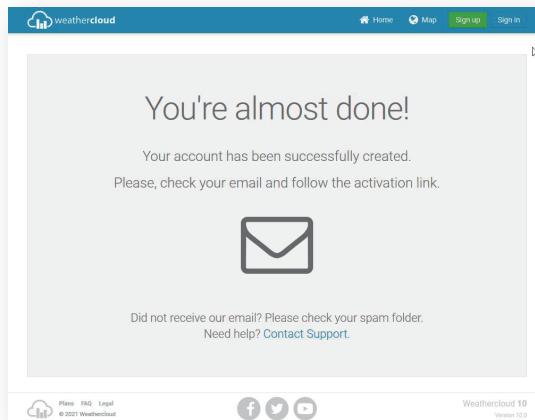 weathercloud
Home Map Sign up Sign in
You're almost done!
Your account has been successfully created.
Please, check your email and follow the activation link.
Did not receive our email? Please check your spam folder.
Need help? Contact Support.
Plans FAQ Legal
© 2021 Weathercloud
Weathercloud 10
Version 10.0